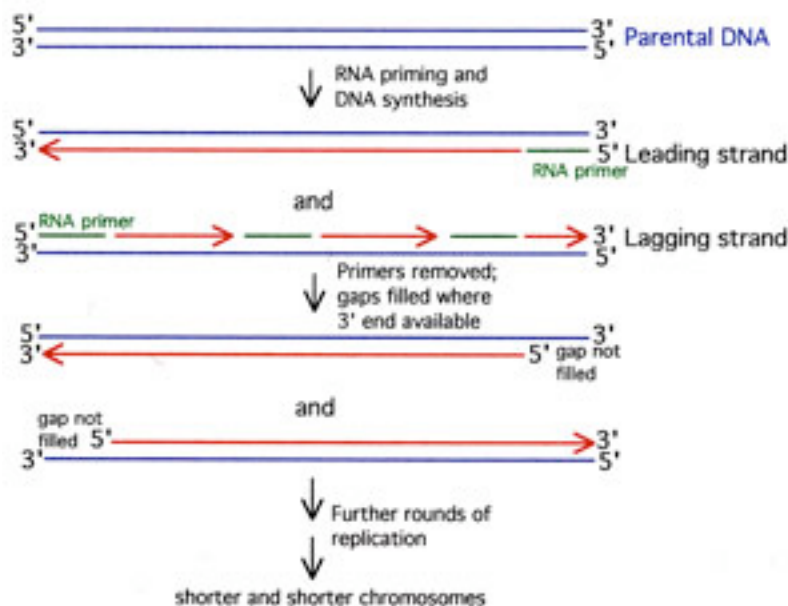 5' 3' Parental DNA
3' 5'
RNA priming and
DNA synthesis
5' 3'
3' 5' Leading strand
RNA primer
and
RNA primer
5' 3' Lagging strand
3' 5'
Primers removed;
gaps filled where
3' end available
5' 3'
3' 5' gap not
filled
and
gap not
filled 5' 3'
3' 5'
Further rounds of
replication
shorter and shorter chromosomes